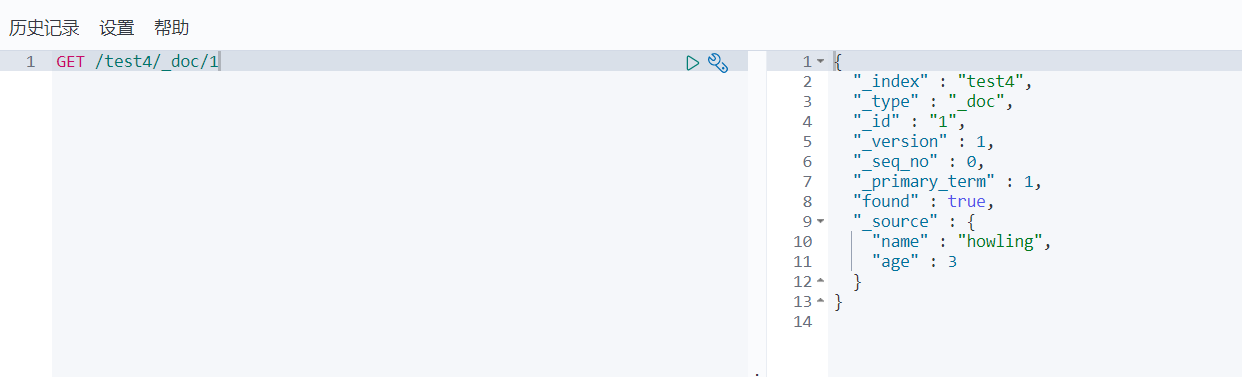 历史记录 设置 帮助
1 GET /test4/_doc/1
1 {
2 "_index" : "test4",
3 "_type" : "_doc",
4 "_id" : "1",
5 "_version" : 1,
6 "_seq_no" : 0,
7 "_primary_term" : 1,
8 "found" : true,
9 "_source" : {
10 "name" : "howling",
11 "age" : 3
12 }
13 }
14